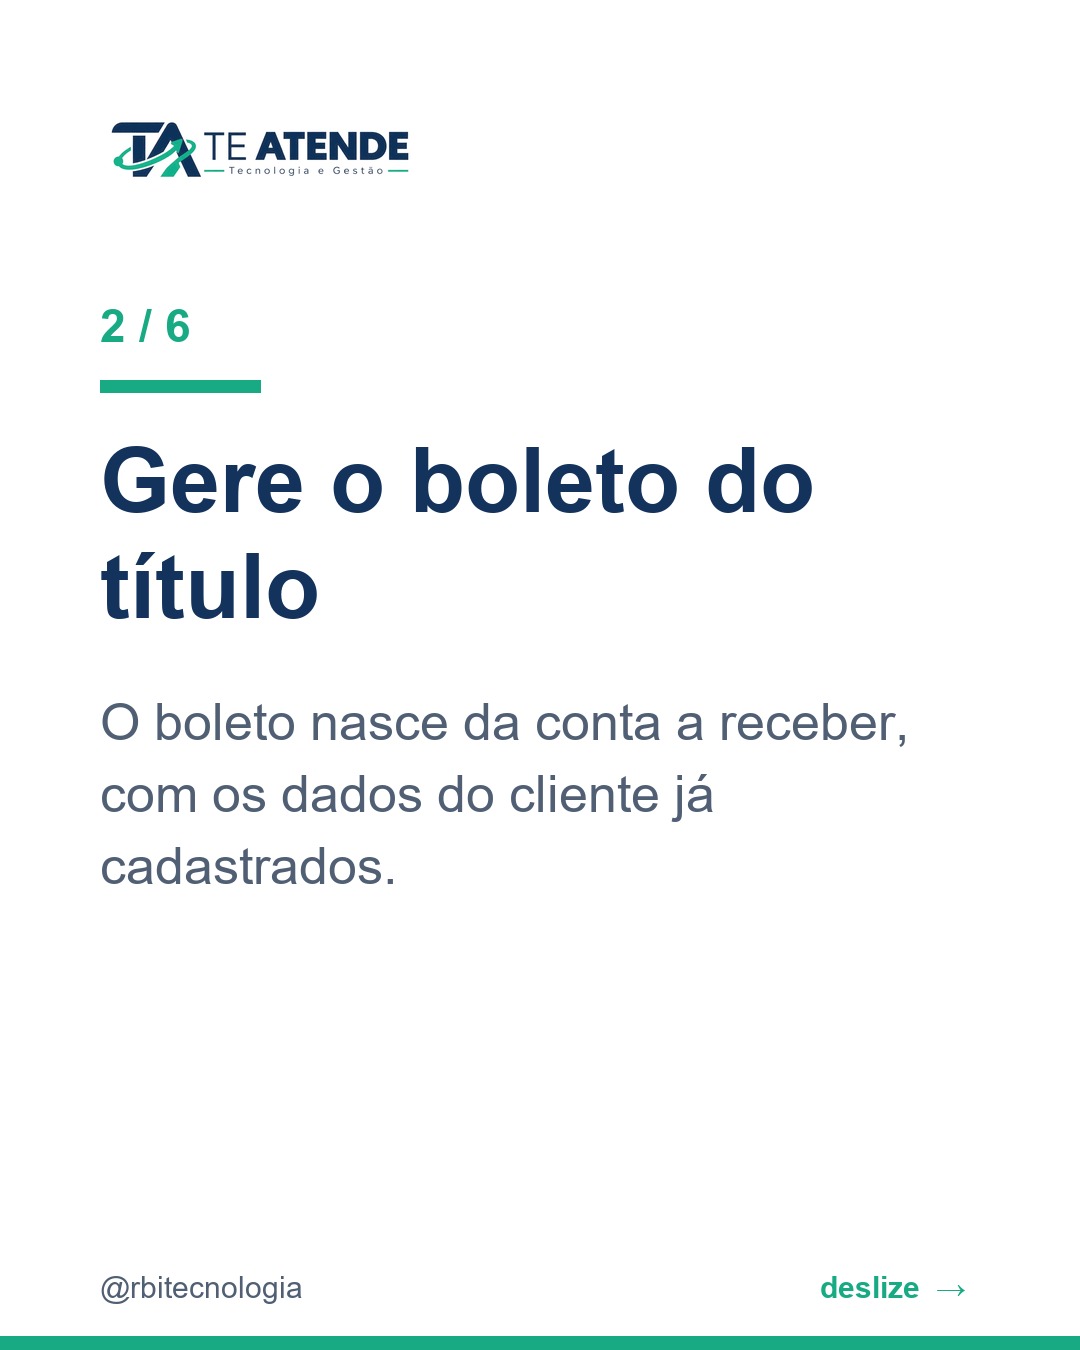 TA TE ATENDE
Tecnologia e Gestão
2 / 6
Gere o boleto do
título
O boleto nasce da conta a receber,
com os dados do cliente já
cadastrados.
@rbitecnologia
deslize →